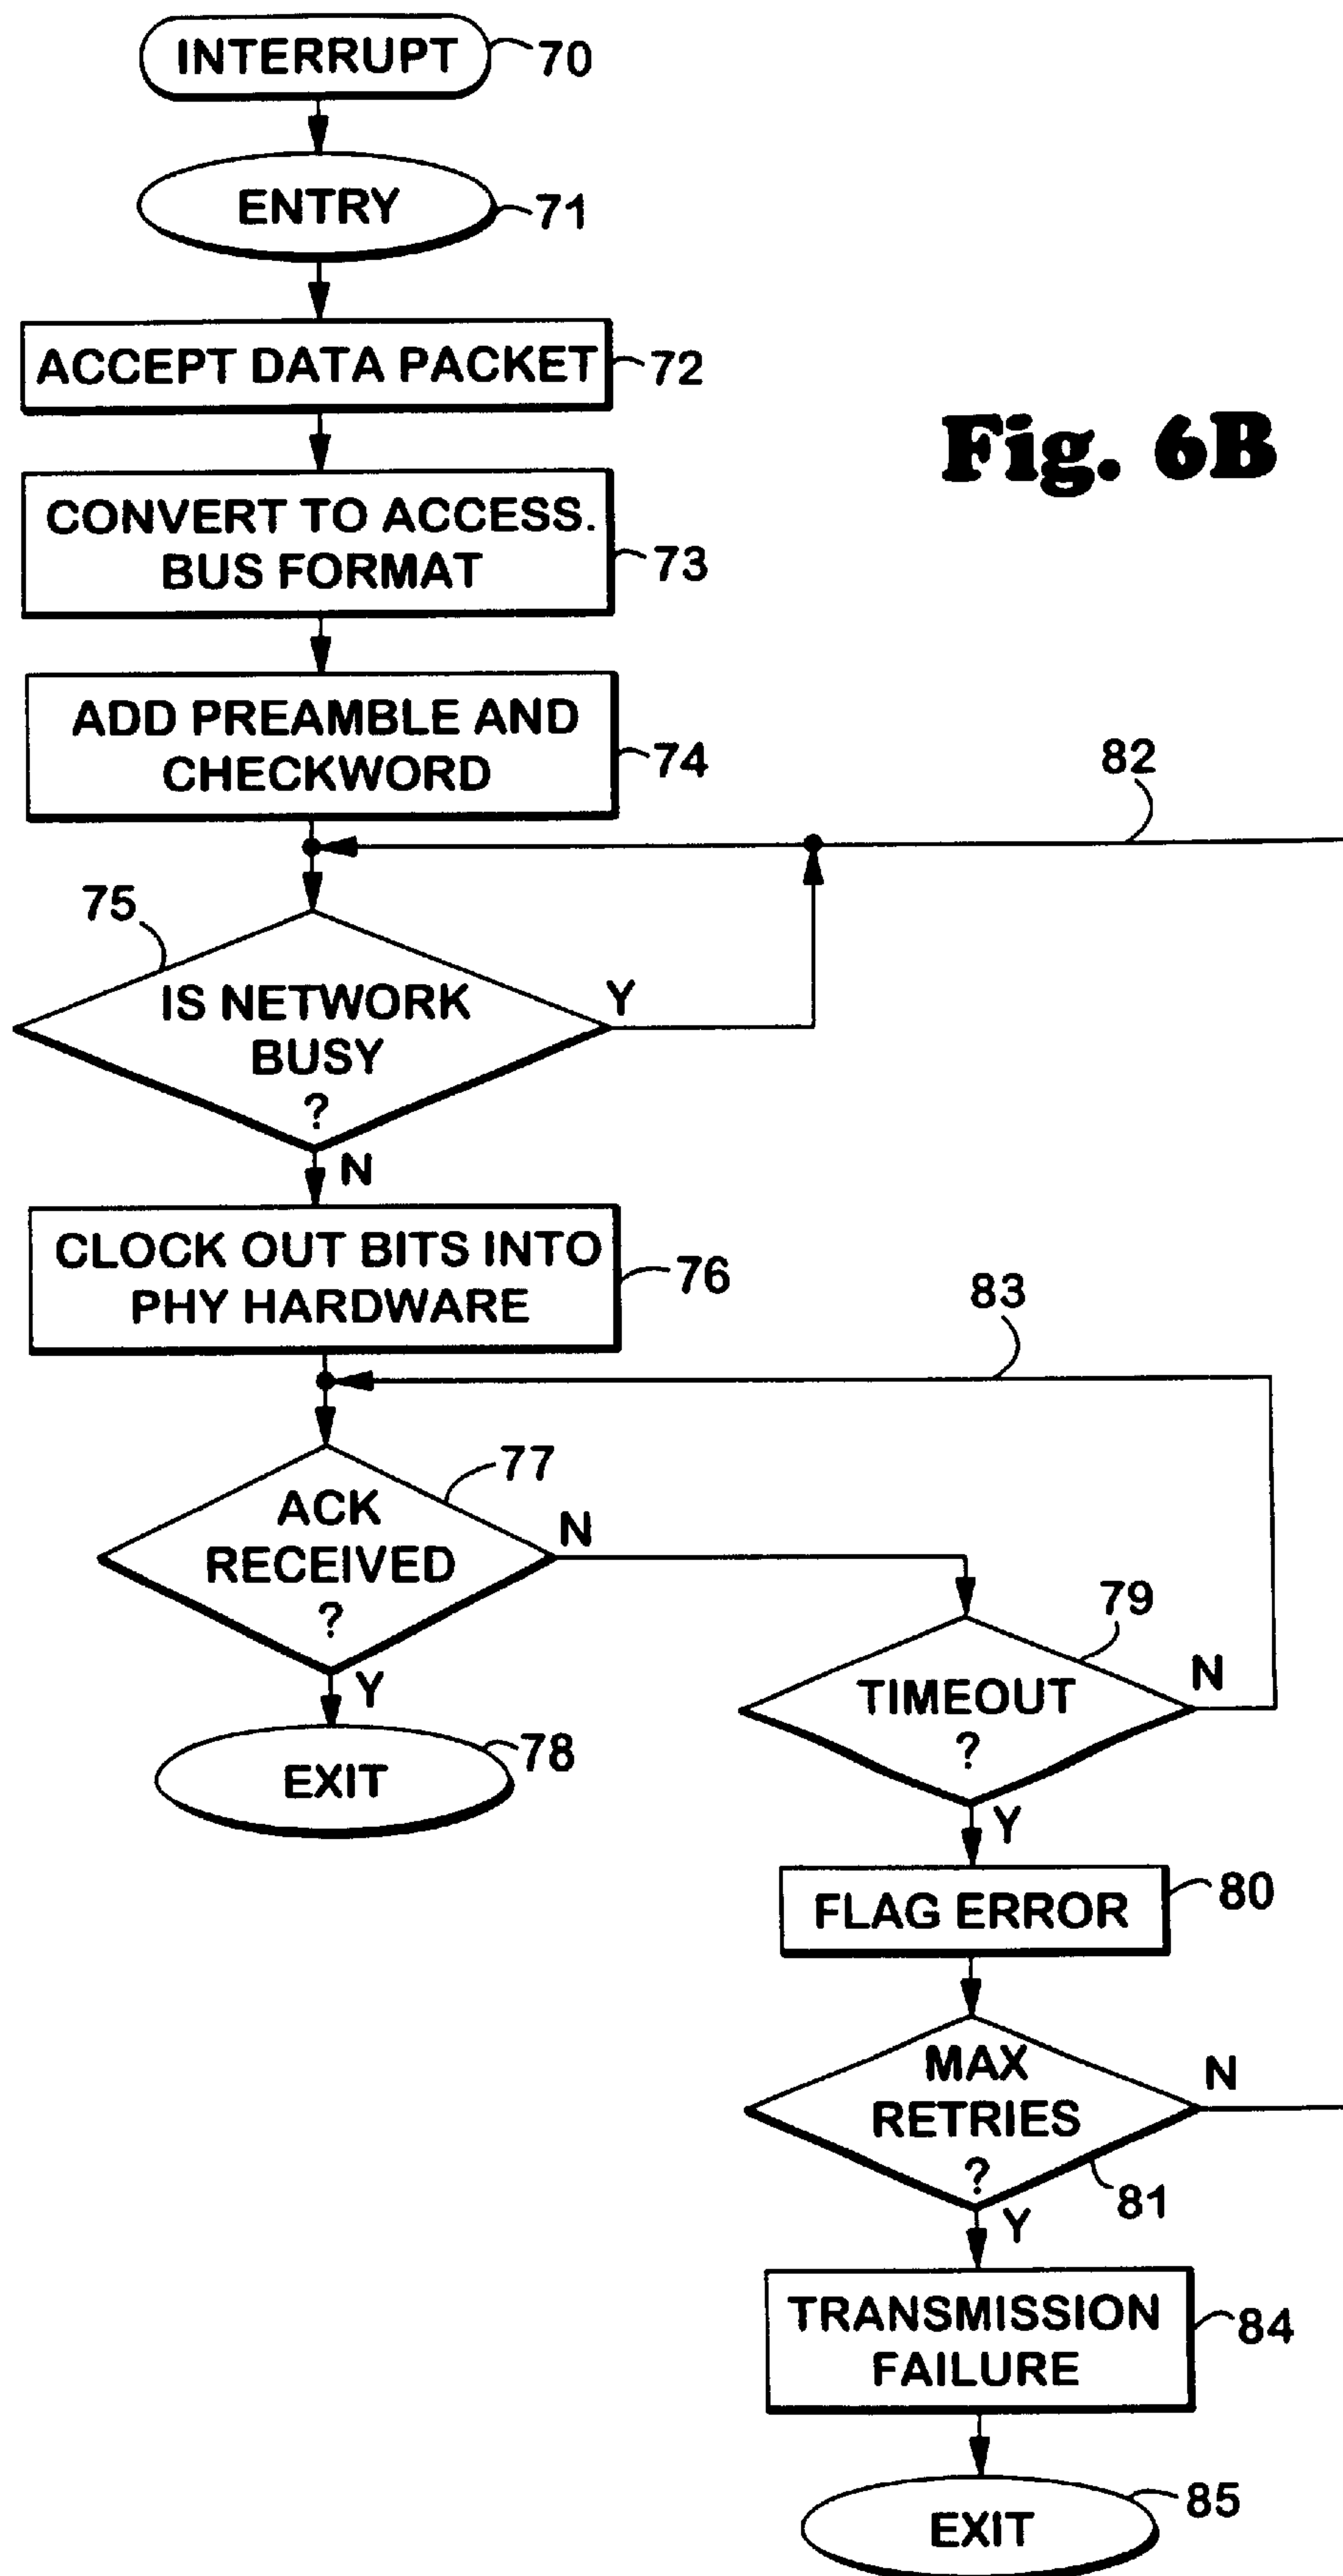 INTERRUPT 70
ENTRY 71
ACCEPT DATA PACKET 72
Fig. 6B
CONVERT TO ACCESS.
BUS FORMAT 73
ADD PREAMBLE AND
CHECKWORD 74
82
75
IS NETWORK
BUSY
?
Y
N
CLOCK OUT BITS INTO
PHY HARDWARE 76
83
77
ACK
RECEIVED
?
N
Y
EXIT 78
79
TIMEOUT
?
N
Y
FLAG ERROR 80
MAX
RETRIES
?
N
81
Y
TRANSMISSION
FAILURE 84
EXIT 85